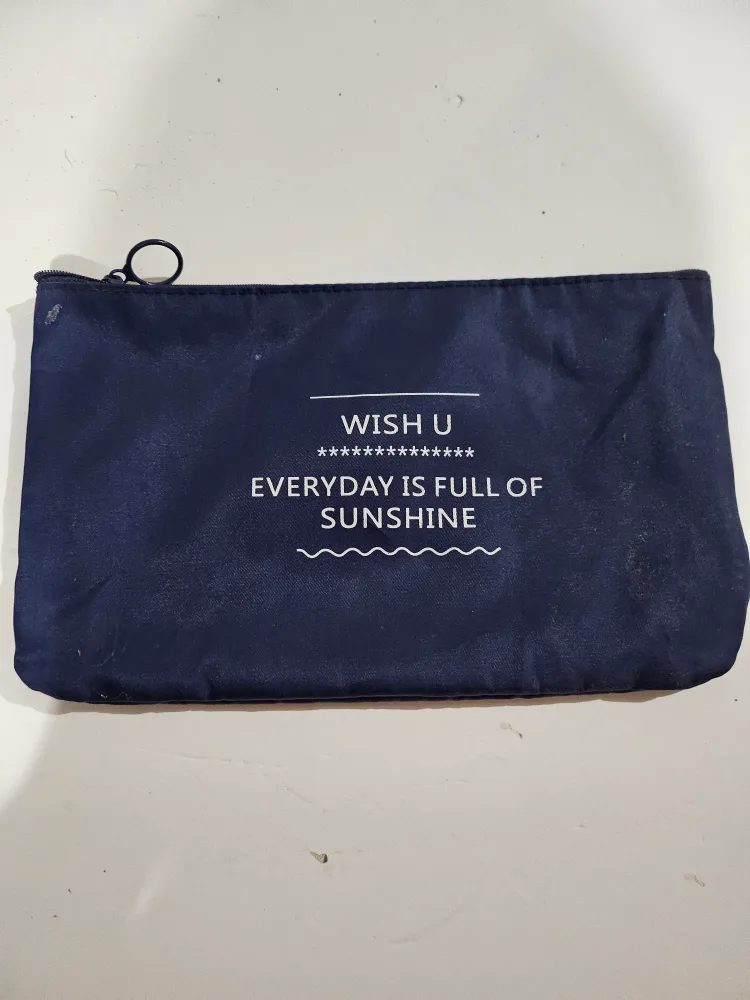 WISH U
**************
EVERYDAY IS FULL OF
SUNSHINE